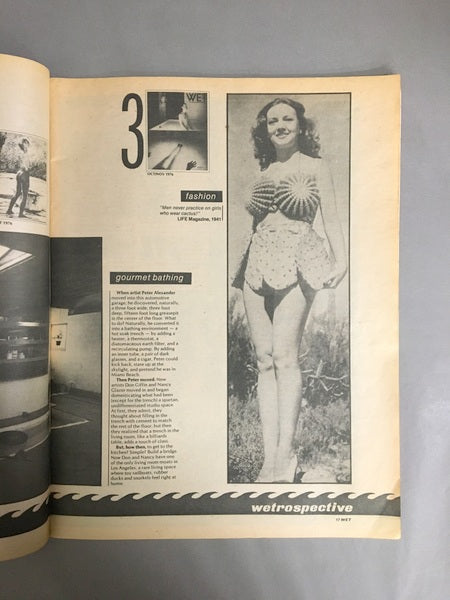 3
WET
OCT/NOV 1976
fashion
"Men never practice on girls
who wear cactus!"
LIFE Magazine, 1941
gourmet bathing
When artist Peter Alexander
moved into this automotive
garage, he discovered, naturally,
a three foot wide, three foot
deep, fifteen foot long greasepit
in the center of the floor. What
to do? Naturally, he converted it
into a bathing environment — a
hot soak trench — by adding a
heater, a thermostat, a
diatomaceous earth filter, and a
recirculating pump. By adding
an inner tube, a pair of dark
glasses, and a cigar, Peter could
kick back, stare up at the
skylight, and pretend he was in
Miami Beach.
Then Peter moved. Now
artists Don Giffin and Nancy
Glazer moved in and began
domesticating what had been
(except for the trench) a spartan,
undifferentiated studio space.
At first, they admit, they
thought about filling in the
trench with cement to match
the rest of the floor, but then
they realized that a trench in the
living room, like a billiards
table, adds a touch of class.
But, how then, to get to the
kitchen? Simple! Build a bridge.
Now Don and Nancy have one
of the only living room moats in
Los Angeles, a rare living space
where toy sailboats, rubber
ducks and snorkels feel right at
home.
wetrospective
17 WET